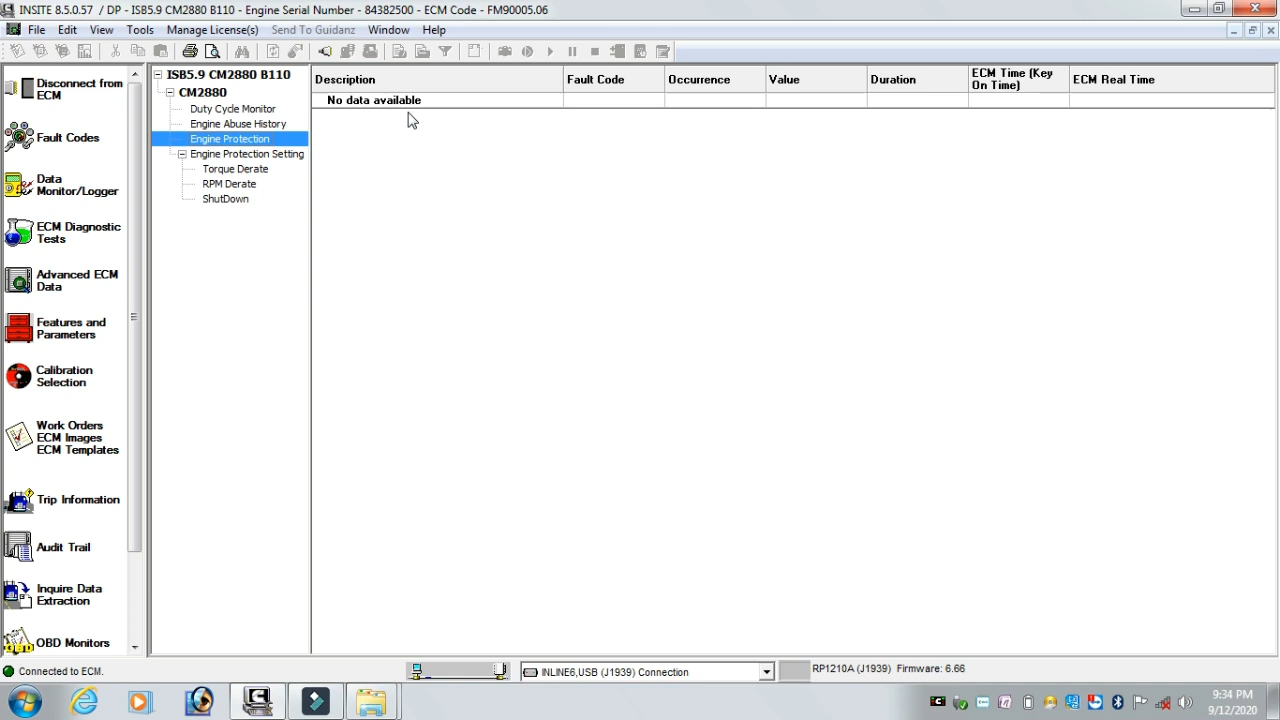 INSITE 8.5.0.57 / DP - ISB5.9 CM2880 B110 - Engine Serial Number - 84382500 - ECM Code - FM90005.06
File Edit View Tools Manage License(s) Send To Guidanz Window Help
Disconnect from
ECM
Fault Codes
Data
Monitor/Logger
ECM Diagnostic
Tests
Advanced ECM
Data
Features and
Parameters
Calibration
Selection
Work Orders
ECM Images
ECM Templates
Trip Information
Audit Trail
Inquire Data
Extraction
OBD Monitors
ISB5.9 CM2880 B110
CM2880
Duty Cycle Monitor
Engine Abuse History
Engine Protection
Engine Protection Setting
Torque Derate
RPM Derate
ShutDown
Description Fault Code Occurrence Value Duration ECM Time (Key On Time) ECM Real Time
No data available
Connected to ECM.
INLINE6,USB (J1939) Connection
RP1210A (J1939) Firmware: 6.66
9:34 PM
9/12/2020